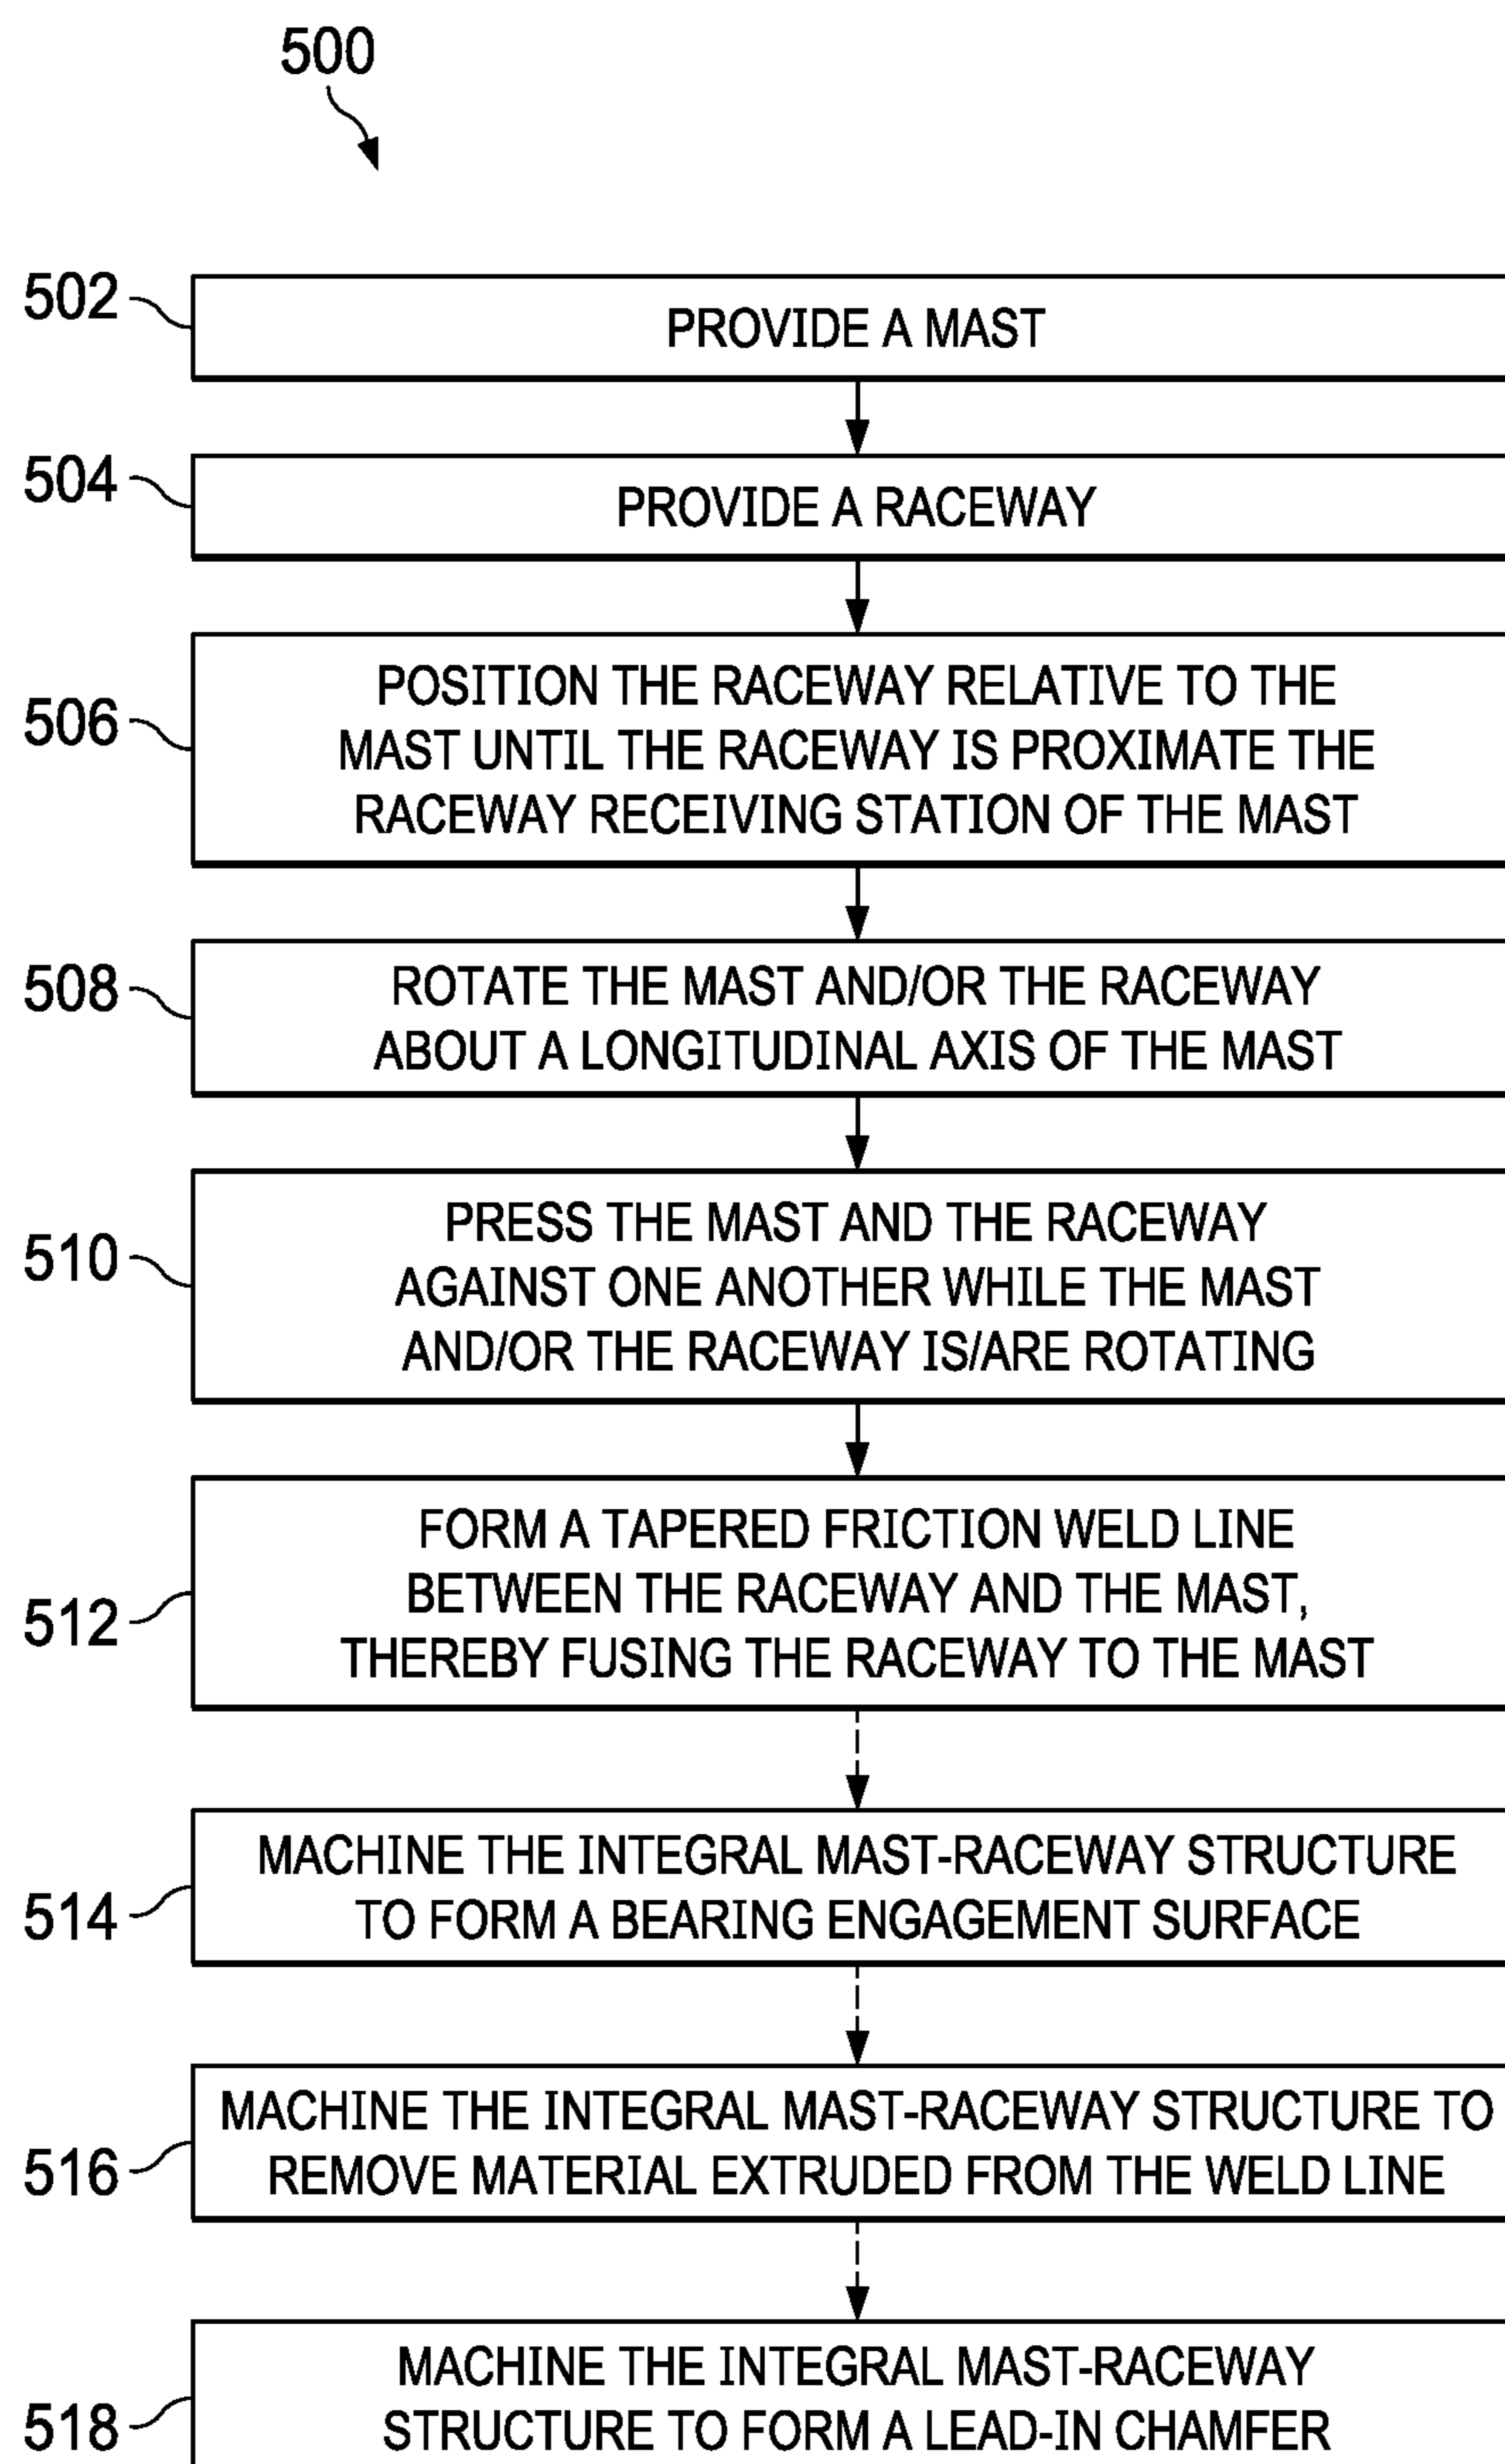 500
502
PROVIDE A MAST
504
PROVIDE A RACEWAY
506
POSITION THE RACEWAY RELATIVE TO THE
MAST UNTIL THE RACEWAY IS PROXIMATE THE
RACEWAY RECEIVING STATION OF THE MAST
508
ROTATE THE MAST AND/OR THE RACEWAY
ABOUT A LONGITUDINAL AXIS OF THE MAST
510
PRESS THE MAST AND THE RACEWAY
AGAINST ONE ANOTHER WHILE THE MAST
AND/OR THE RACEWAY IS/ARE ROTATING
512
FORM A TAPERED FRICTION WELD LINE
BETWEEN THE RACEWAY AND THE MAST,
THEREBY FUSING THE RACEWAY TO THE MAST
514
MACHINE THE INTEGRAL MAST-RACEWAY STRUCTURE
TO FORM A BEARING ENGAGEMENT SURFACE
516
MACHINE THE INTEGRAL MAST-RACEWAY STRUCTURE TO
REMOVE MATERIAL EXTRUDED FROM THE WELD LINE
518
MACHINE THE INTEGRAL MAST-RACEWAY
STRUCTURE TO FORM A LEAD-IN CHAMFER